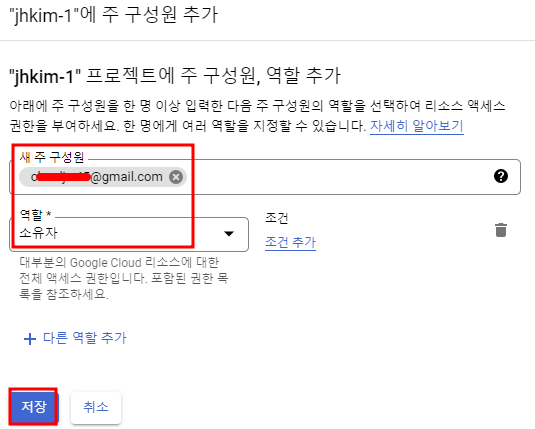 "jhkim-1"에 주 구성원 추가
"jhkim-1" 프로젝트에 주 구성원, 역할 추가
아래에 주 구성원을 한 명 이상 입력한 다음 주 구성원의 역할을 선택하여 리소스 액세스
권한을 부여하세요. 한 명에게 여러 역할을 지정할 수 있습니다. 자세히 알아보기
새 주 구성원
@gmail.com
역할 *
소유자
조건
조건 추가
대부분의 Google Cloud 리소스에 대한
전체 액세스 권한입니다. 포함된 권한 목
록을 참조하세요.
+ 다른 역할 추가
저장 취소